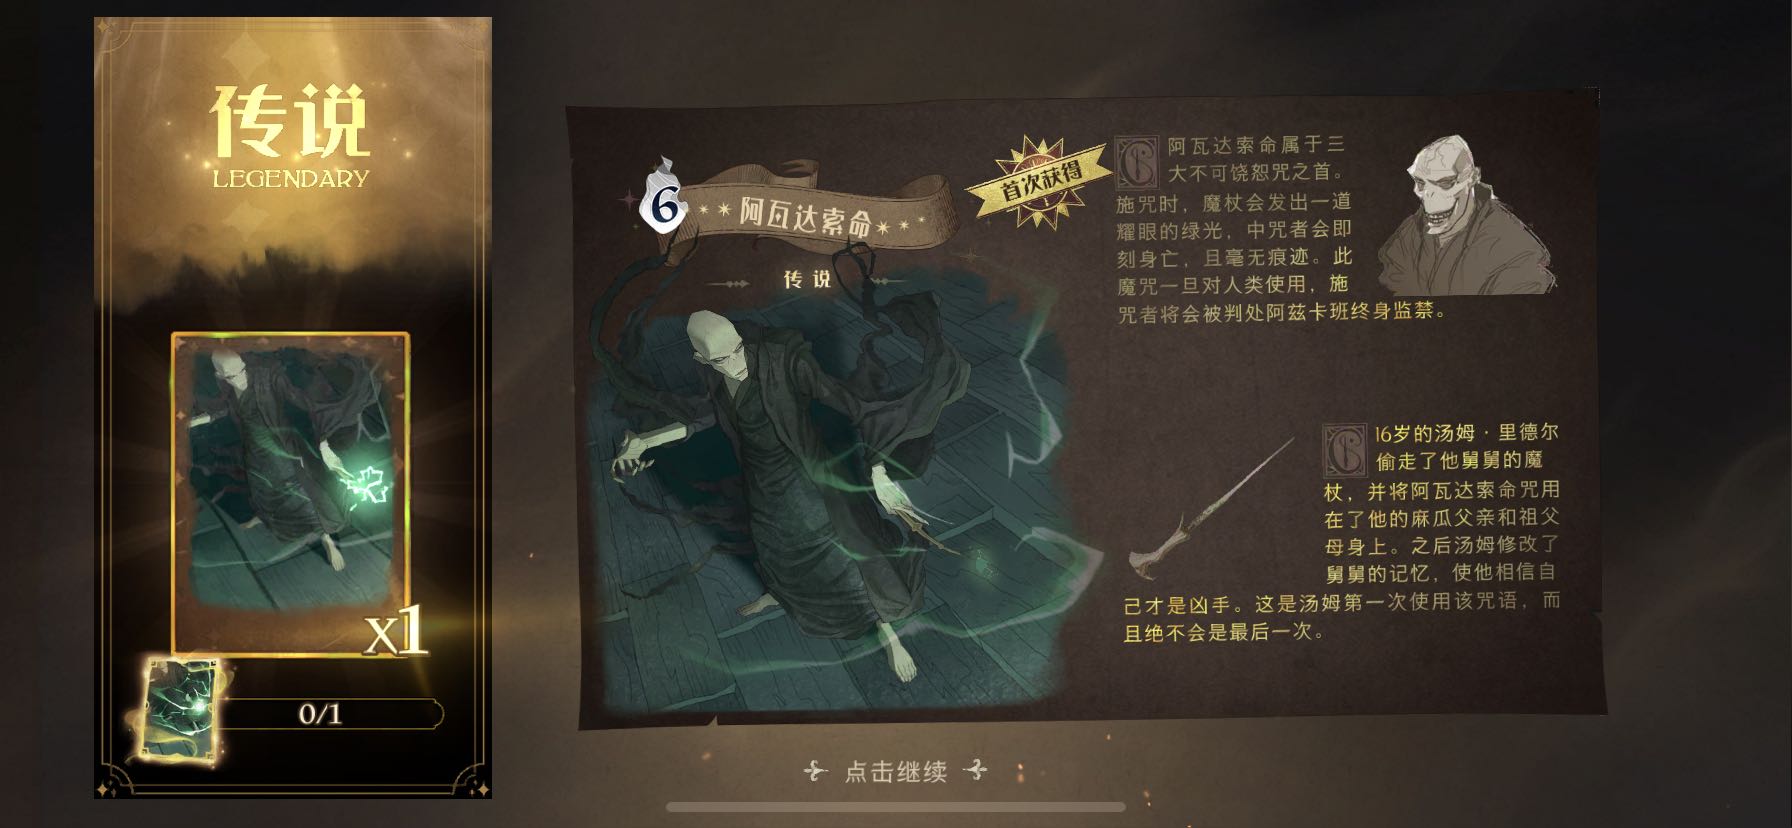 传说
LEGENDARY
x1
0/1
6
阿瓦达索命
首次获得
传说
阿瓦达索命属于三
大不可饶恕咒之首。
施咒时，魔杖会发出一道
耀眼的绿光，中咒者会即
刻身亡，且毫无痕迹。此
魔咒一旦对人类使用，施
咒者将会被判处阿兹卡班终身监禁。
16岁的汤姆·里德尔
偷走了他舅舅的魔
杖，并将阿瓦达索命咒用
在了他的麻瓜父亲和祖父
母身上。之后汤姆修改了
舅舅的记忆，使他相信自
己才是凶手。这是汤姆第一次使用该咒语，而
且绝不会是最后一次。
点击继续